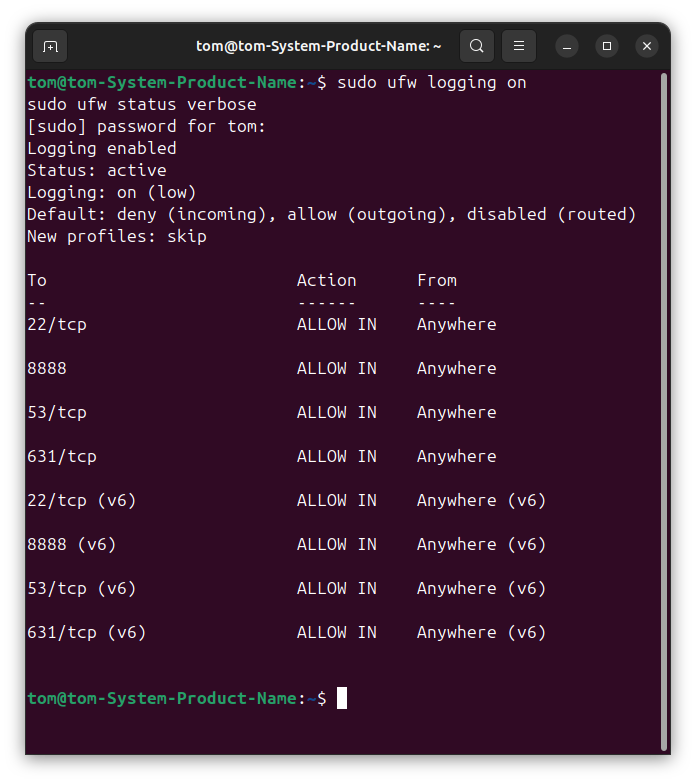 tom@tom-System-Product-Name: ~
tom@tom-System-Product-Name:~$ sudo ufw logging on
sudo ufw status verbose
[sudo] password for tom:
Logging enabled
Status: active
Logging: on (low)
Default: deny (incoming), allow (outgoing), disabled (routed)
New profiles: skip
To                         Action      From
--                         ------      ----
22/tcp                     ALLOW IN    Anywhere
8888                       ALLOW IN    Anywhere
53/tcp                     ALLOW IN    Anywhere
631/tcp                    ALLOW IN    Anywhere
22/tcp (v6)                ALLOW IN    Anywhere (v6)
8888 (v6)                  ALLOW IN    Anywhere (v6)
53/tcp (v6)                ALLOW IN    Anywhere (v6)
631/tcp (v6)               ALLOW IN    Anywhere (v6)
tom@tom-System-Product-Name:~$